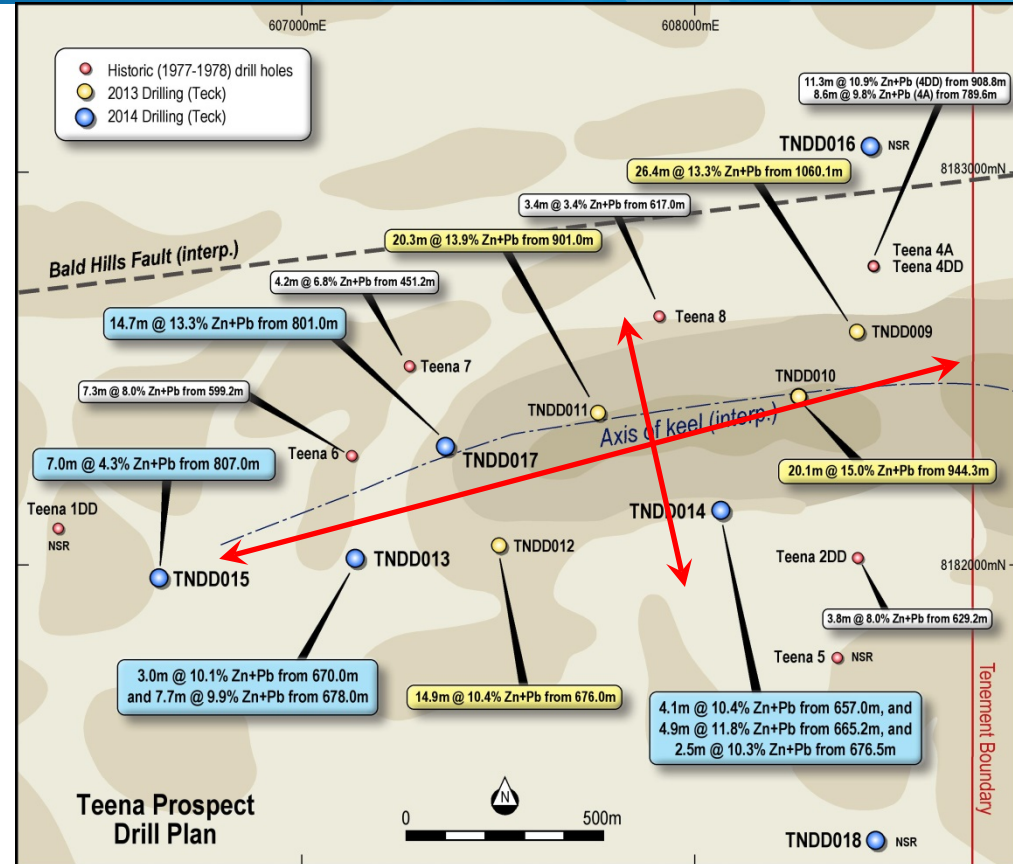 607000mE
608000mE
Historic (1977-1978) drill holes
2013 Drilling (Teck)
2014 Drilling (Teck)
11.3m @ 10.9% Zn+Pb (4DD) from 908.8m
8.6m @ 9.8% Zn+Pb (4A) from 789.6m
TNDD016 NSR
8183000mN
26.4m @ 13.3% Zn+Pb from 1060.1m
3.4m @ 3.4% Zn+Pb from 617.0m
20.3m @ 13.9% Zn+Pb from 901.0m
Bald Hills Fault (interp.)
Teena 4A
Teena 4DD
4.2m @ 6.8% Zn+Pb from 451.2m
14.7m @ 13.3% Zn+Pb from 801.0m
Teena 8
TNDD009
Teena 7
TNDD010
7.3m @ 8.0% Zn+Pb from 599.2m
TNDD011
Axis of keel (interp.)
Teena 6
TNDD017
7.0m @ 4.3% Zn+Pb from 807.0m
20.1m @ 15.0% Zn+Pb from 944.3m
Teena 1DD
NSR
TNDD014
TNDD012
TNDD013
TNDD015
Teena 2DD
8182000mN
3.8m @ 8.0% Zn+Pb from 629.2m
Teena 5 NSR
3.0m @ 10.1% Zn+Pb from 670.0m
and 7.7m @ 9.9% Zn+Pb from 678.0m
14.9m @ 10.4% Zn+Pb from 676.0m
4.1m @ 10.4% Zn+Pb from 657.0m, and
4.9m @ 11.8% Zn+Pb from 665.2m, and
2.5m @ 10.3% Zn+Pb from 676.5m
Tenement Boundary
Teena Prospect
Drill Plan
N
0
500m
TNDD018 NSR